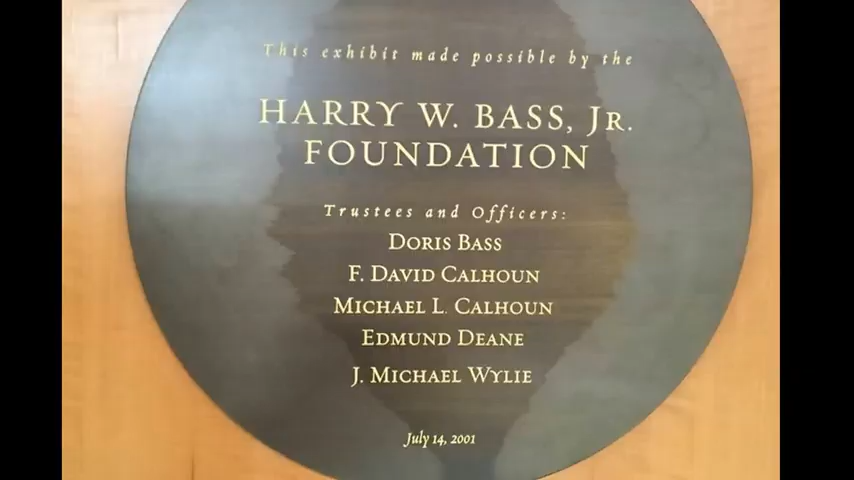 This exhibit made possible by the
HARRY W. BASS, JR.
FOUNDATION
Trustees and Officers:
DORIS BASS
F. DAVID CALHOUN
MICHAEL L. CALHOUN
EDMUND DEANE
J. MICHAEL WYLIE
July 14, 2001